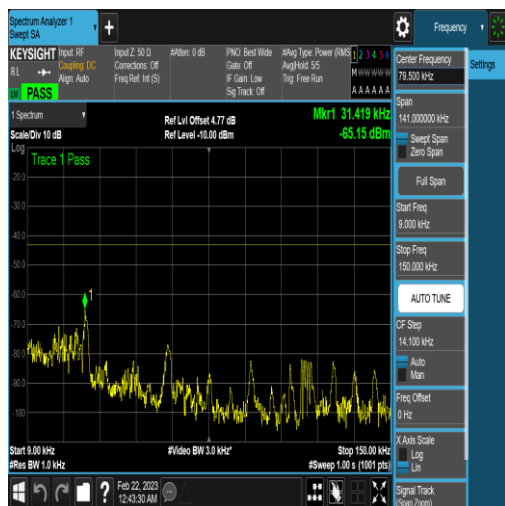 Spectrum Analyzer 1
Swept SA
Frequency
KEYSIGHT
RL
PASS
Input: RF
Coupling: DC
Align: Auto
Input Z: 50 Ω
Corrections: Off
Freq Ref: Int (S)
#Atten: 0 dB
PNO: Best Wide
Gate: Off
IF Gain: Low
Sig Track: Off
#Avg Type: Power (RMS
Avg|Hold: 5/5
Trig: Free Run
1 2 3 4 5 6
M w w w w w
A A A A A A
1 Spectrum
Scale/Div 10 dB
Ref Lvl Offset 4.77 dB
Ref Level -10.00 dBm
Mkr1 31.419 kHz
-65.15 dBm
Log
Trace 1 Pass
-20.0
-30.0
-40.0
-50.0
-60.0
-70.0
-80.0
-90.0
-100
1
Start 9.00 kHz
#Res BW 1.0 kHz
#Video BW 3.0 kHz*
Stop 150.00 kHz
#Sweep 1.00 s (1001 pts)
Feb 22, 2023
12:43:30 AM
Center Frequency
79.500 kHz
Settings
Span
141.000000 kHz
Swept Span
Zero Span
Full Span
Start Freq
9.000 kHz
Stop Freq
150.000 kHz
AUTO TUNE
CF Step
14.100 kHz
Auto
Man
Freq Offset
0 Hz
X Axis Scale
Log
Lin
Signal Track
(Span Zoom)